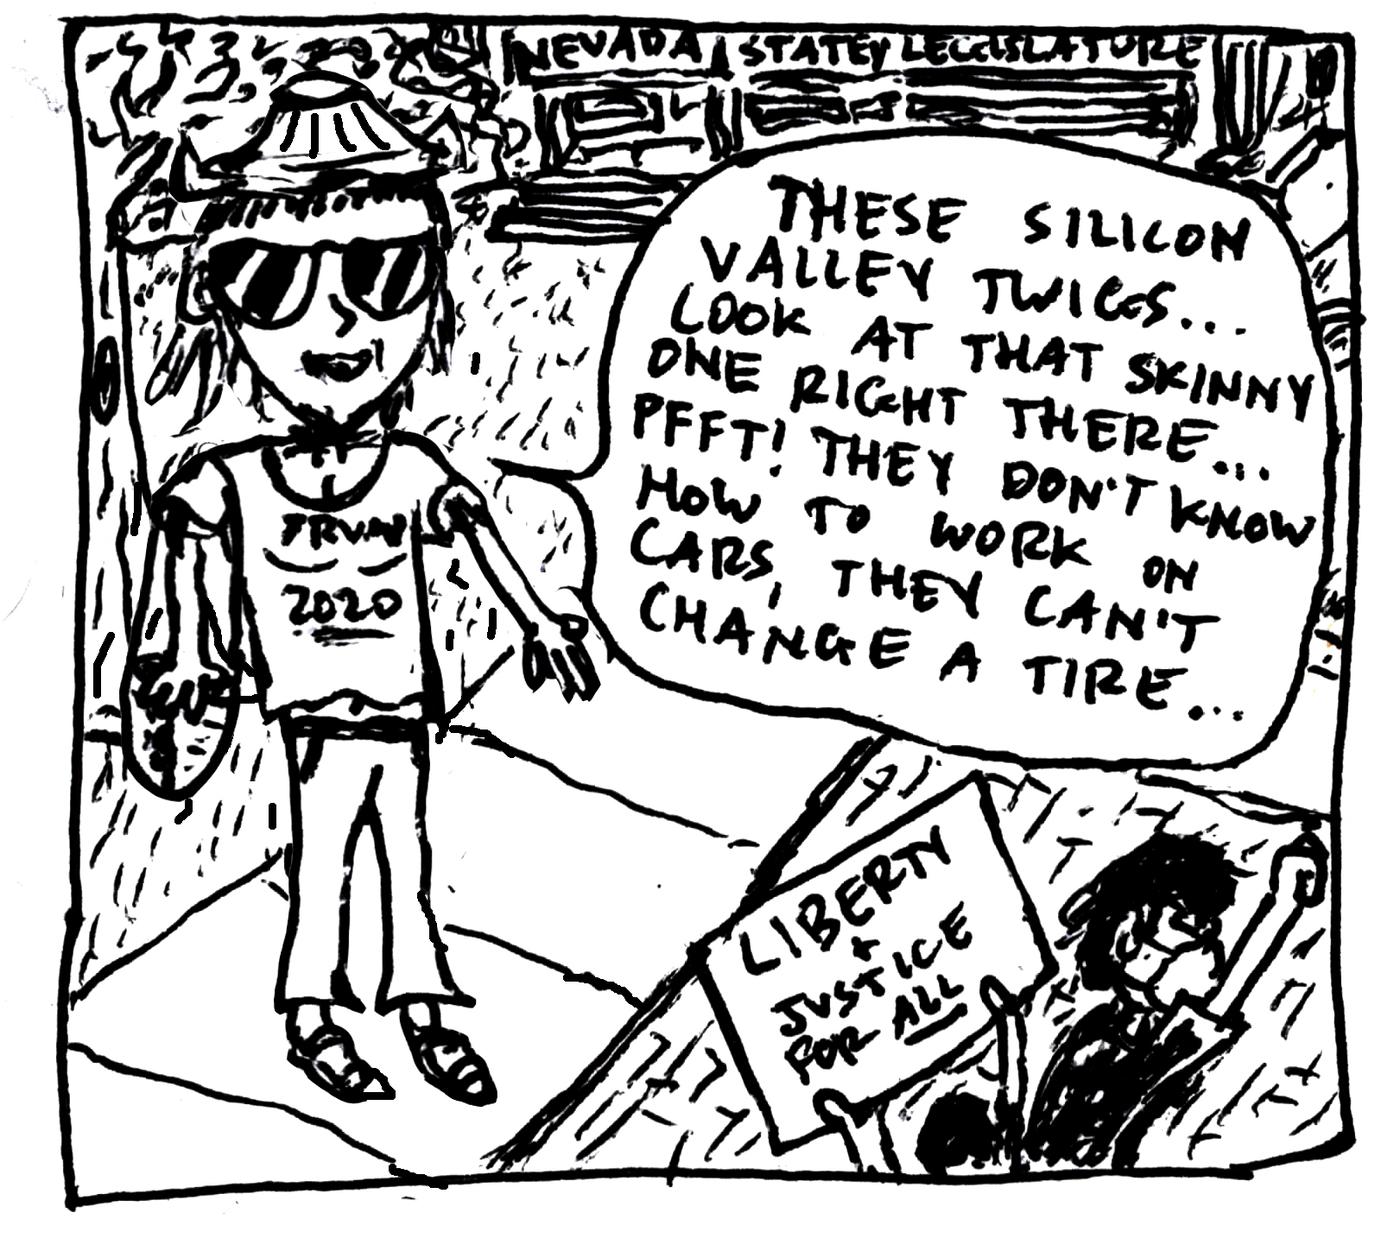 NEVADA STATE LEGISLATURE
THESE SILICON
VALLEY TWIGS...
LOOK AT THAT SKINNY
ONE RIGHT THERE...
PFFT! THEY DON'T KNOW
HOW TO WORK ON
CARS, THEY CAN'T
CHANGE A TIRE...
TRUMP
2020
LIBERTY
+
JUSTICE
FOR ALL